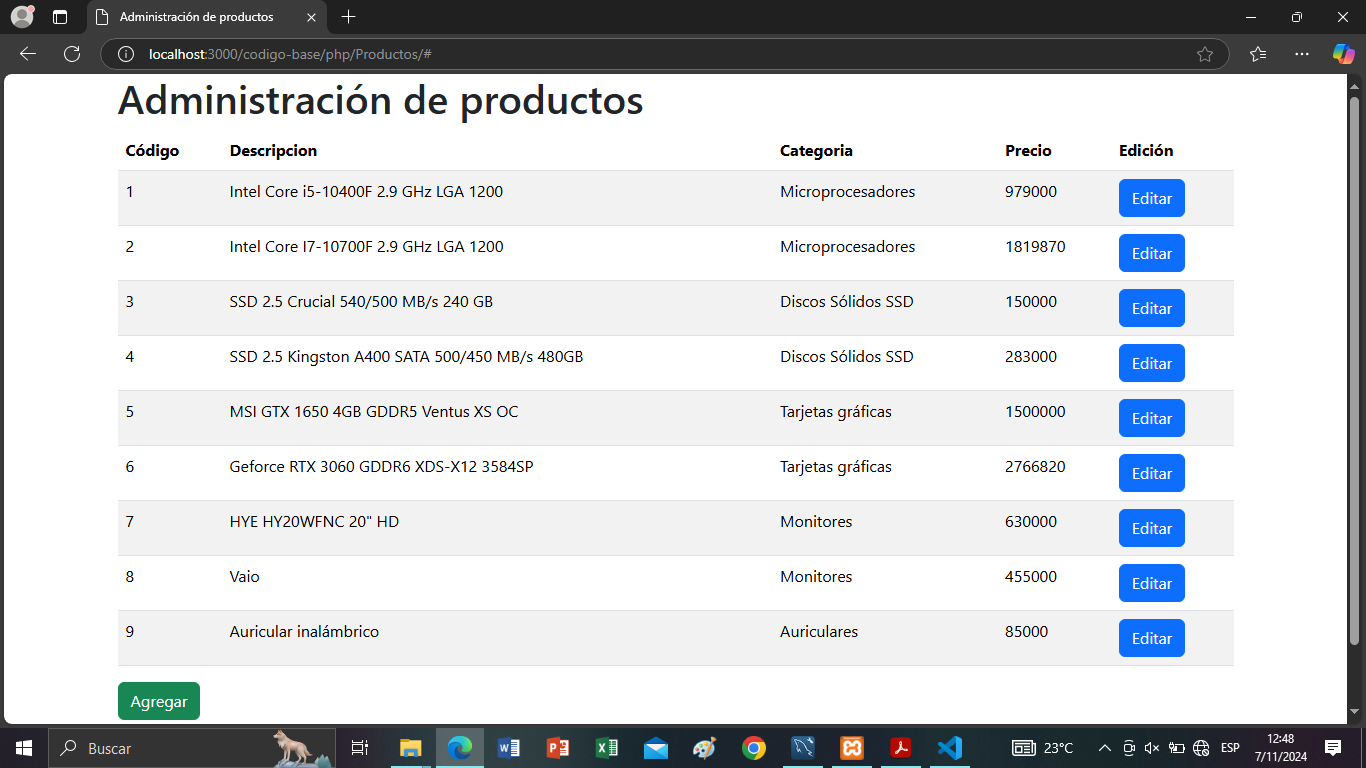 Administración de productos
localhost:3000/codigo-base/php/Productos/#
Administración de productos
Código Descripcion Categoria Precio Edición
1 Intel Core i5-10400F 2.9 GHz LGA 1200 Microprocesadores 979000 Editar
2 Intel Core I7-10700F 2.9 GHz LGA 1200 Microprocesadores 1819870 Editar
3 SSD 2.5 Crucial 540/500 MB/s 240 GB Discos Sólidos SSD 150000 Editar
4 SSD 2.5 Kingston A400 SATA 500/450 MB/s 480GB Discos Sólidos SSD 283000 Editar
5 MSI GTX 1650 4GB GDDR5 Ventus XS OC Tarjetas gráficas 1500000 Editar
6 Geforce RTX 3060 GDDR6 XDS-X12 3584SP Tarjetas gráficas 2766820 Editar
7 HYE HY20WFNC 20" HD Monitores 630000 Editar
8 Vaio Monitores 455000 Editar
9 Auricular inalámbrico Auriculares 85000 Editar
Agregar
Buscar 23°C ESP 12:48
7/11/2024